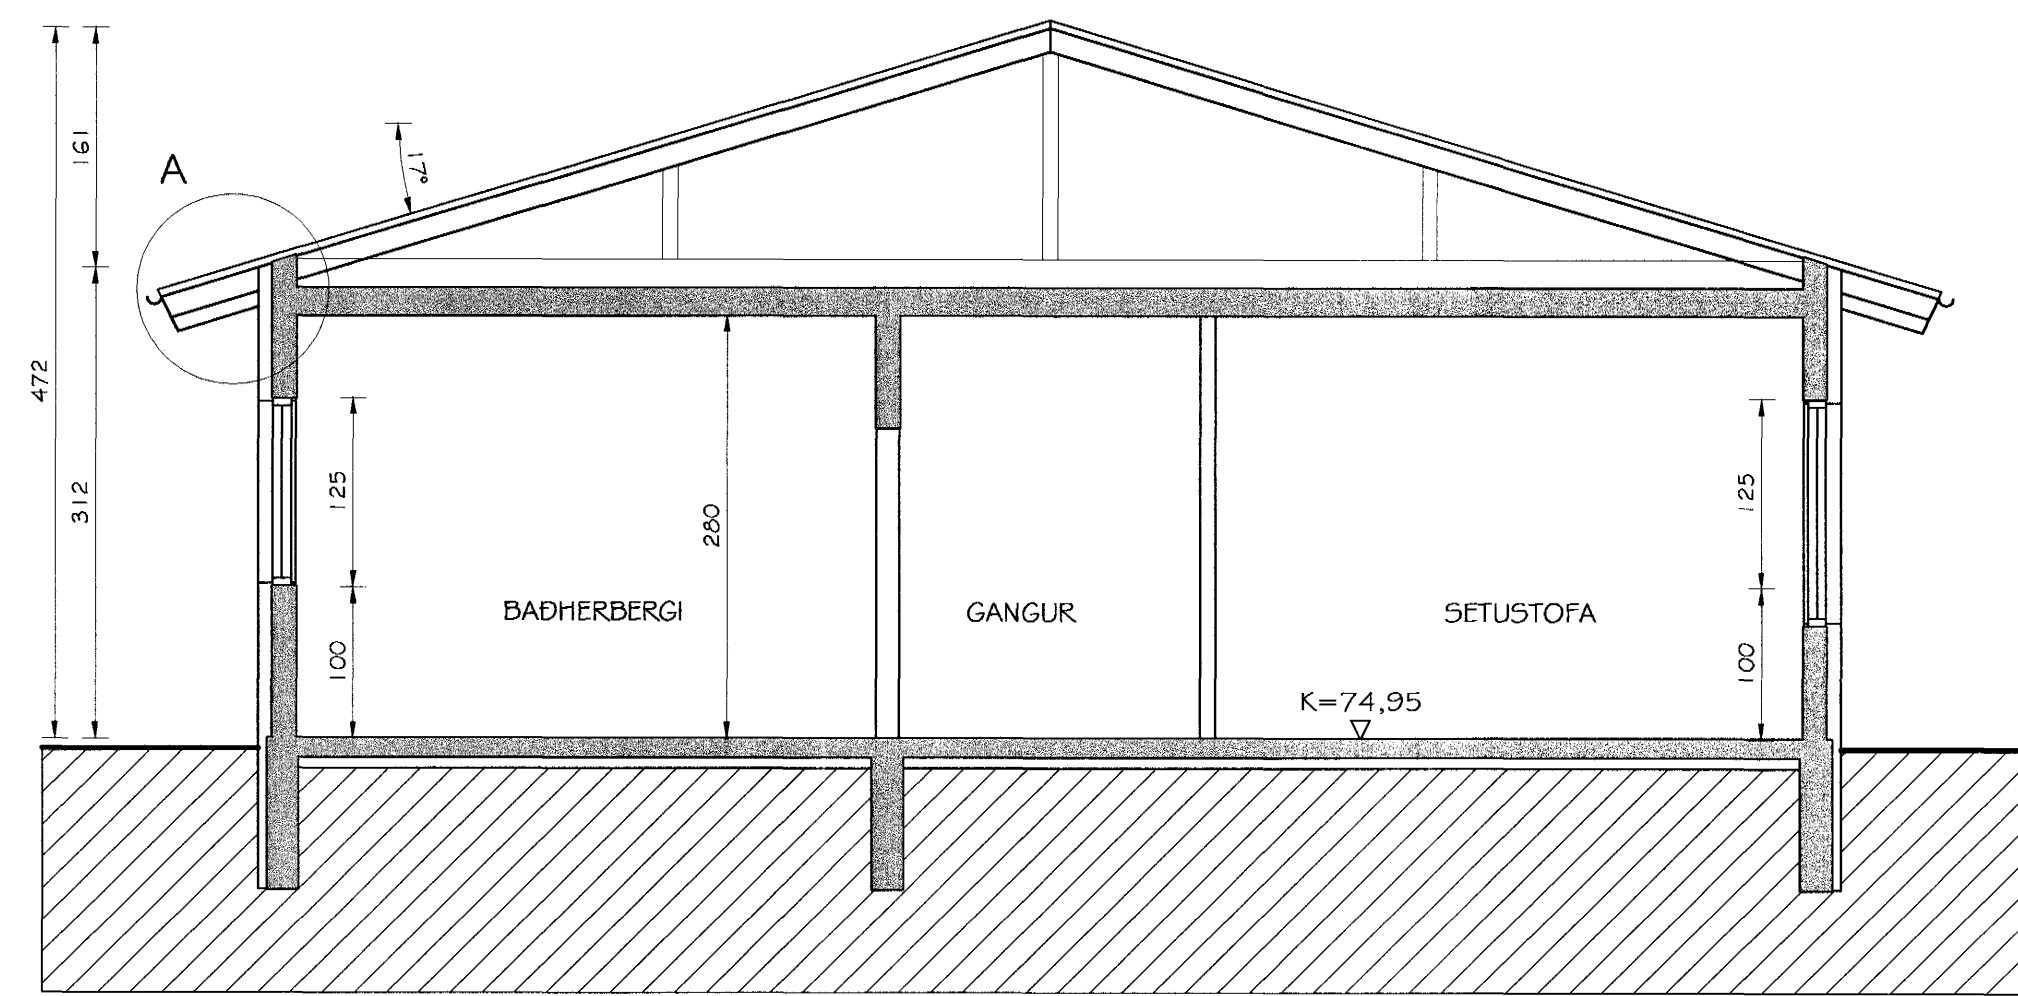 161
17°
A
472
312
125
280
125
BAÐHERBERGI
GANGUR
SETUSTOFA
100
100
K=74,95